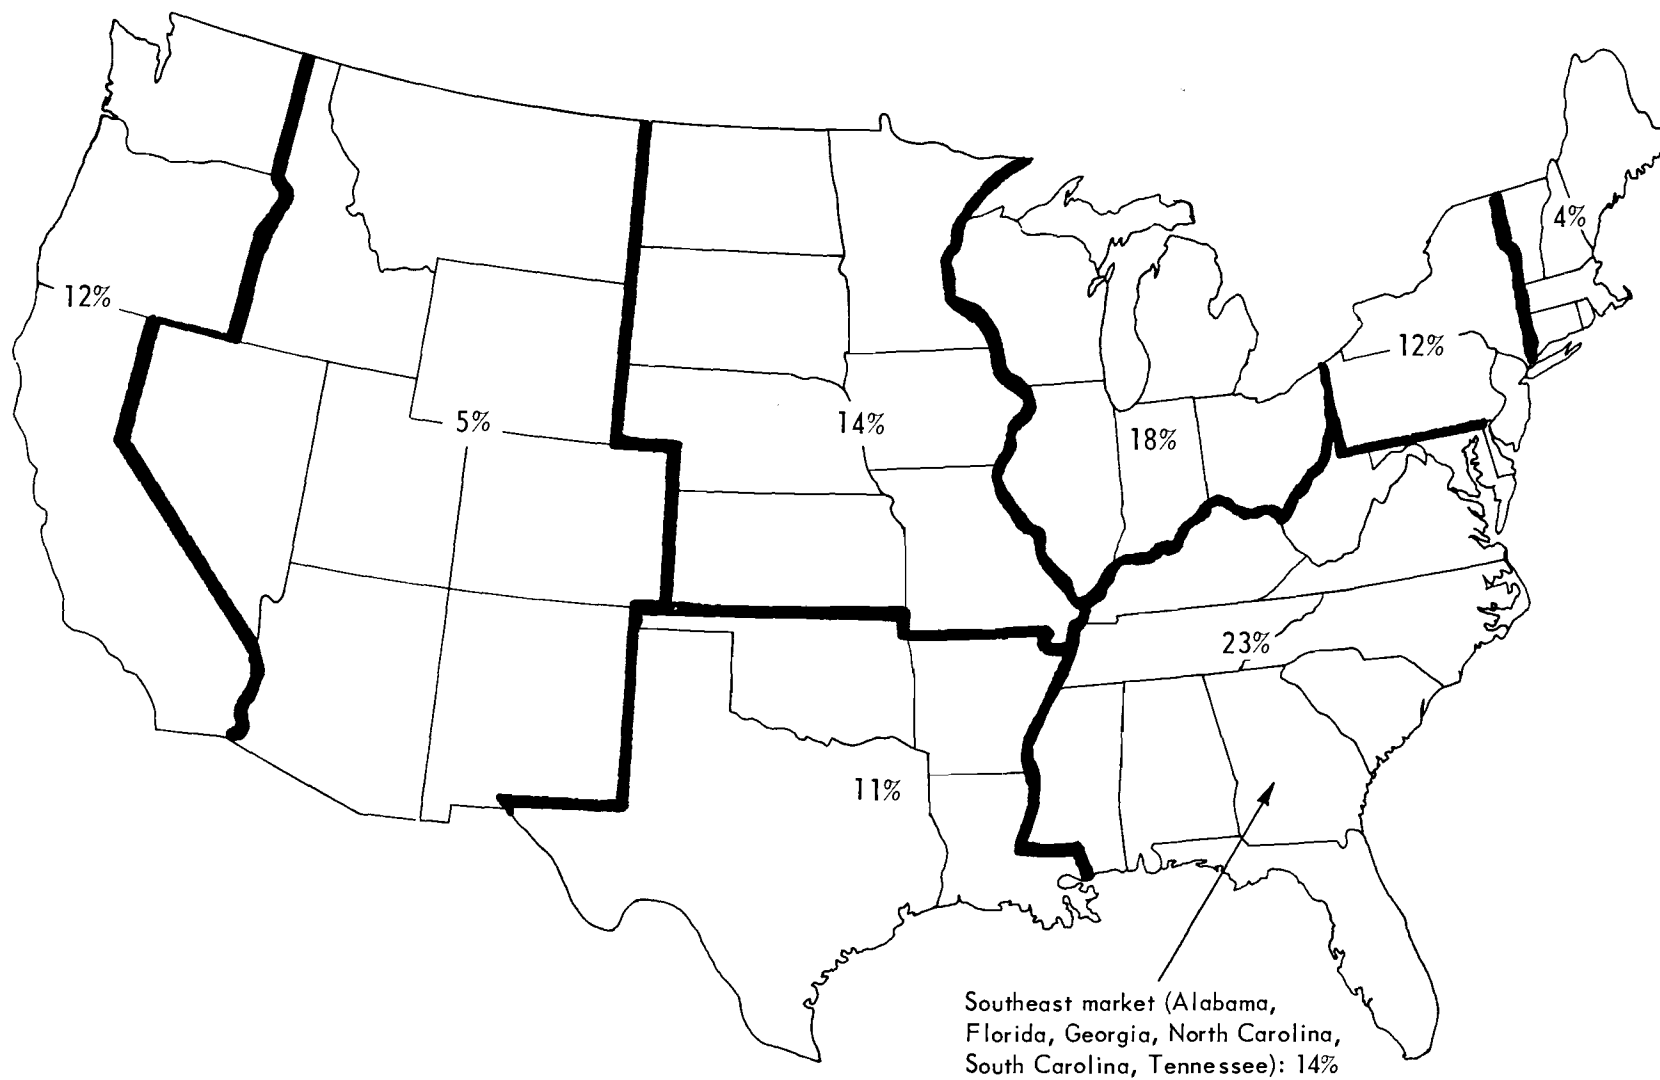 4%
12%
12%
5%
14%
18%
23%
11%
Southeast market (Alabama,
Florida, Georgia, North Carolina,
South Carolina, Tennessee): 14%